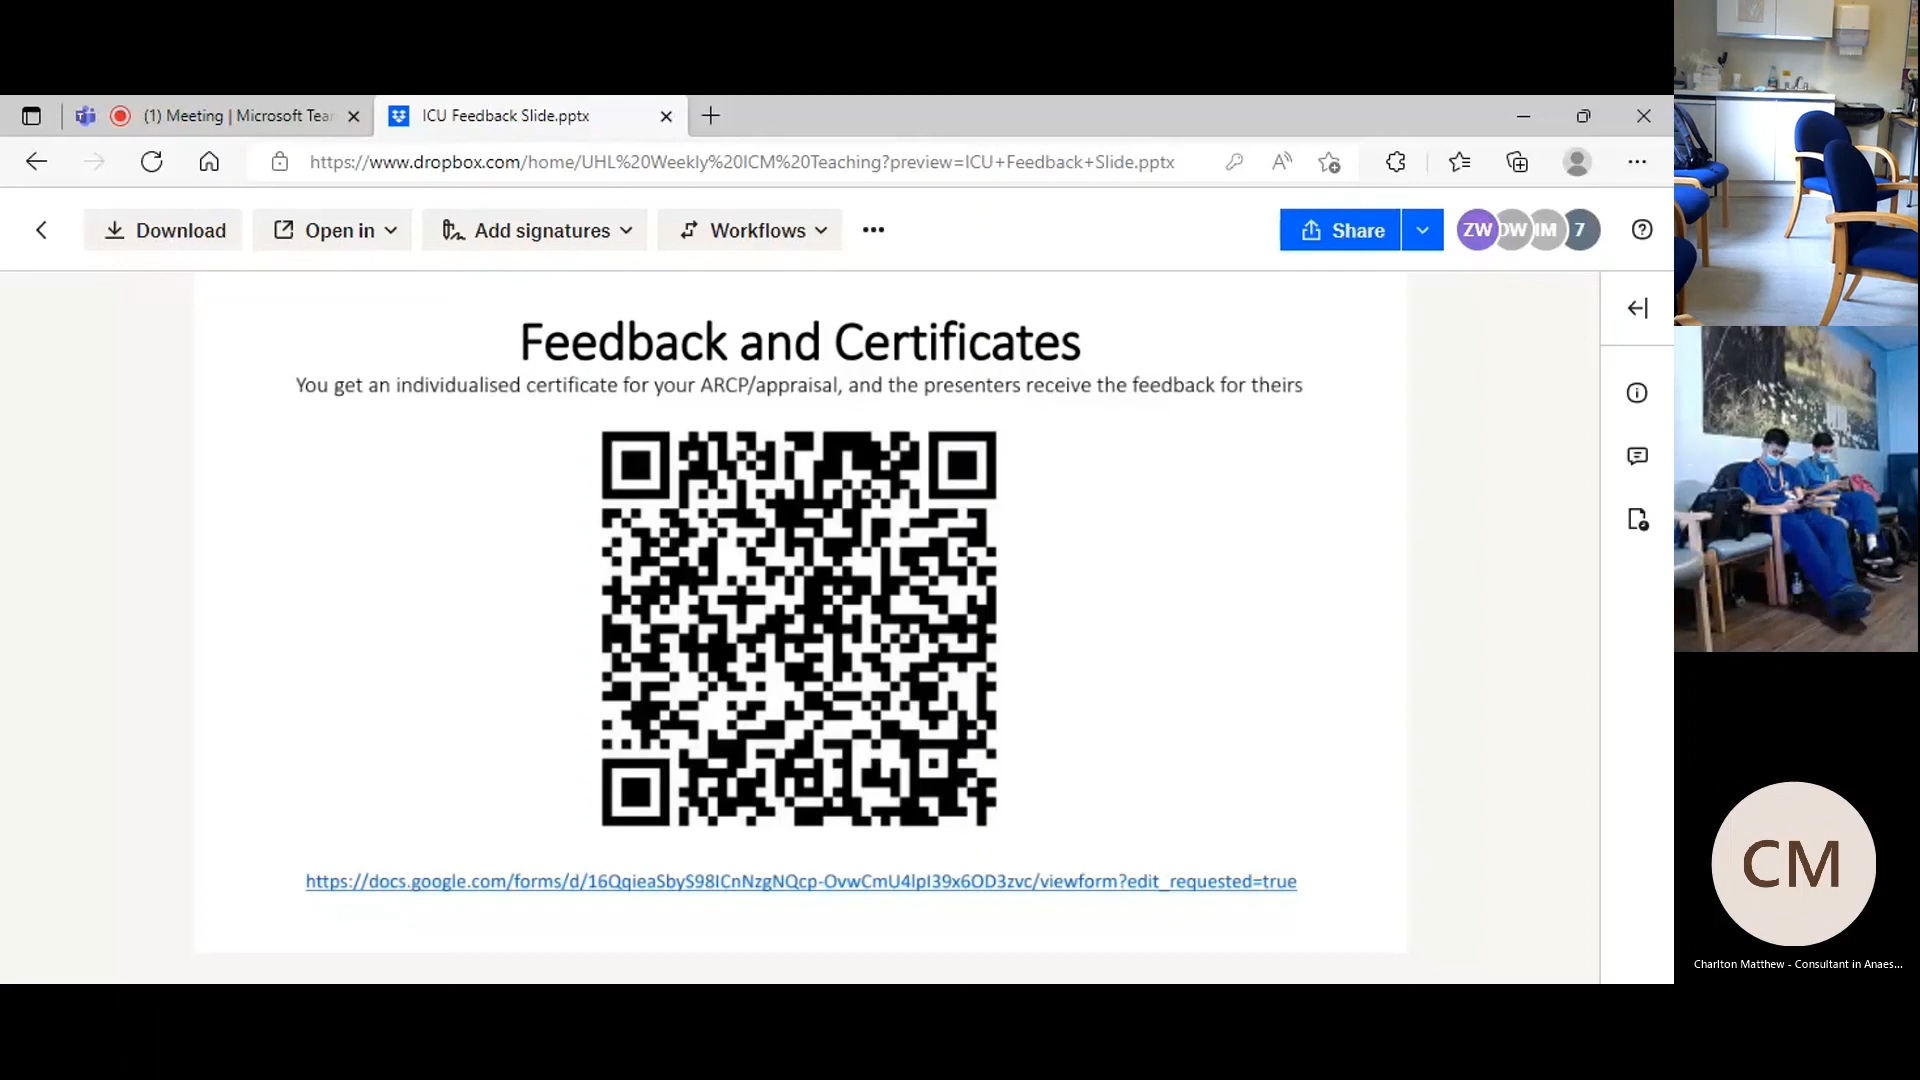 (1) Meeting | Microsoft Tea
ICU Feedback Slide.pptx
https://www.dropbox.com/home/UHL%20Weekly%20ICM%20Teaching?preview=ICU+Feedback+Slide.pptx
Download
Open in
Add signatures
Workflows
Share
ZW
DW
IM
7
Feedback and Certificates
You get an individualised certificate for your ARCP/appraisal, and the presenters receive the feedback for theirs
https://docs.google.com/forms/d/16QqieaSbyS98ICnNzgNQcp-OvwCmU4lpI39x6OD3zvc/viewform?edit_requested=true
CM
Charlton Matthew - Consultant in Anaes...